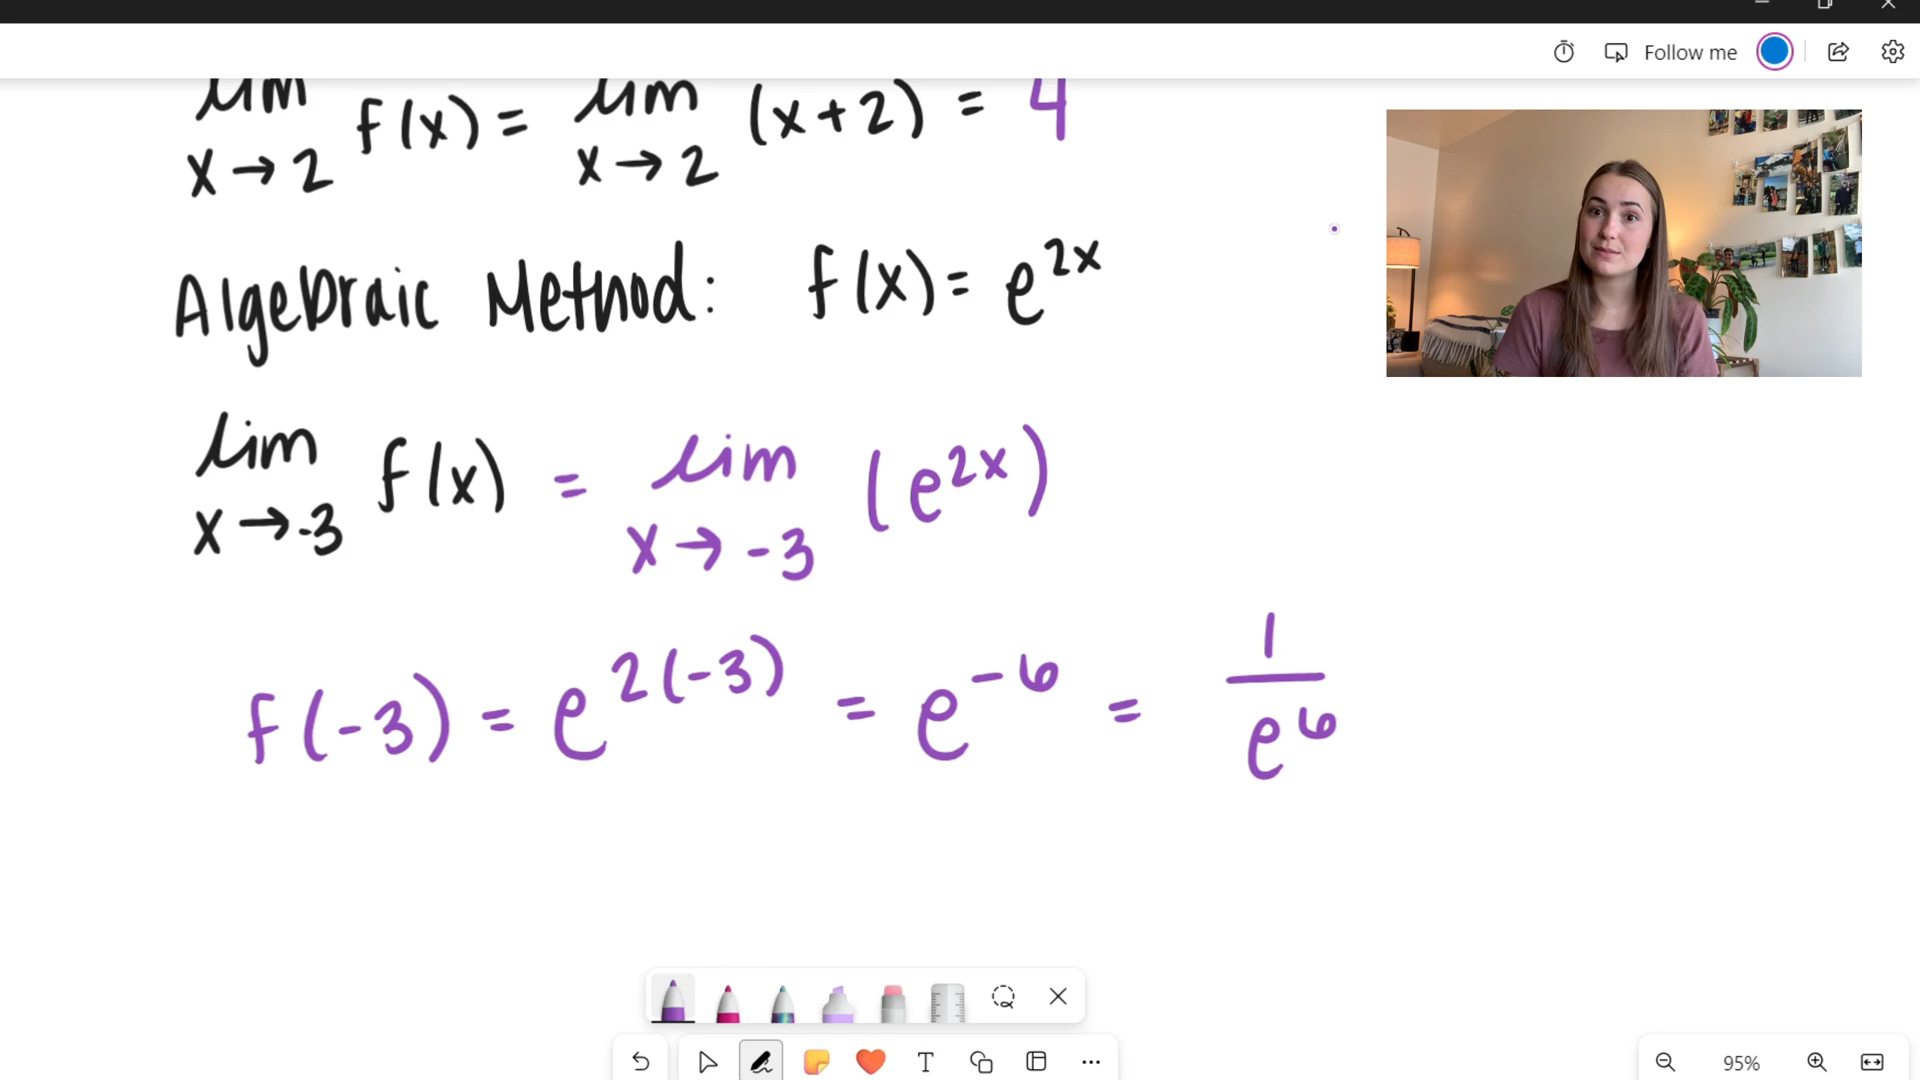 Follow me
lim f(x) = lim (x+2) = 4
x→2 x→2
Algebraic Method: f(x) = e^{2x}
lim f(x) = lim (e^{2x})
x→-3 x→-3
f(-3) = e^{2(-3)} = e^{-6} = 1/e^{6}
T
95%